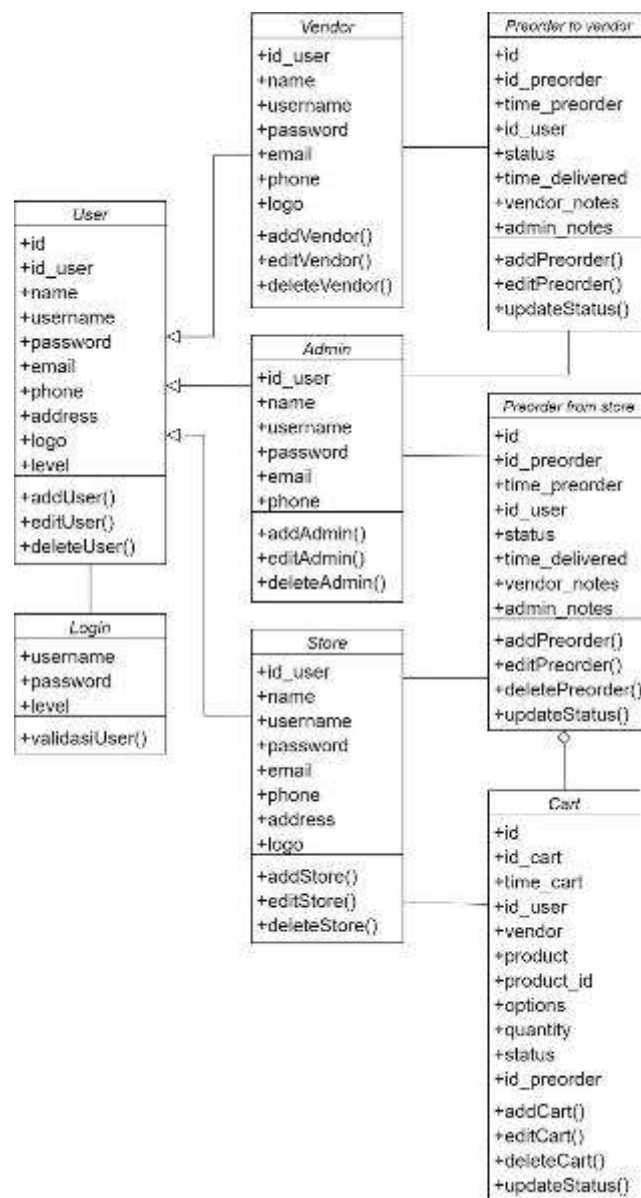 Vendor
+id_user
+name
+username
+password
+email
+phone
+logo
+addVendor()
+editVendor()
+deleteVendor()
Preorder to vendor
+id
+id_preorder
+time_preorder
+id_user
+status
+time_delivered
+vendor_notes
+admin_notes
+addPreorder()
+editPreorder()
+updateStatus()
User
+id
+id_user
+name
+username
+password
+email
+phone
+address
+logo
+level
+addUser()
+editUser()
+deleteUser()
Admin
+id_user
+name
+username
+password
+email
+phone
+addAdmin()
+editAdmin()
+deleteAdmin()
Preorder from store
+id
+id_preorder
+time_preorder
+id_user
+status
+time_delivered
+vendor_notes
+admin_notes
+addPreorder()
+editPreorder()
+deletePreorder()
+updateStatus()
Login
+username
+password
+level
+validasiUser()
Store
+id_user
+name
+username
+password
+email
+phone
+address
+logo
+addStore()
+editStore()
+deleteStore()
Cart
+id
+id_cart
+time_cart
+id_user
+vendor
+product
+product_id
+options
+quantity
+status
+id_preorder
+addCart()
+editCart()
+deleteCart()
+updateStatus()